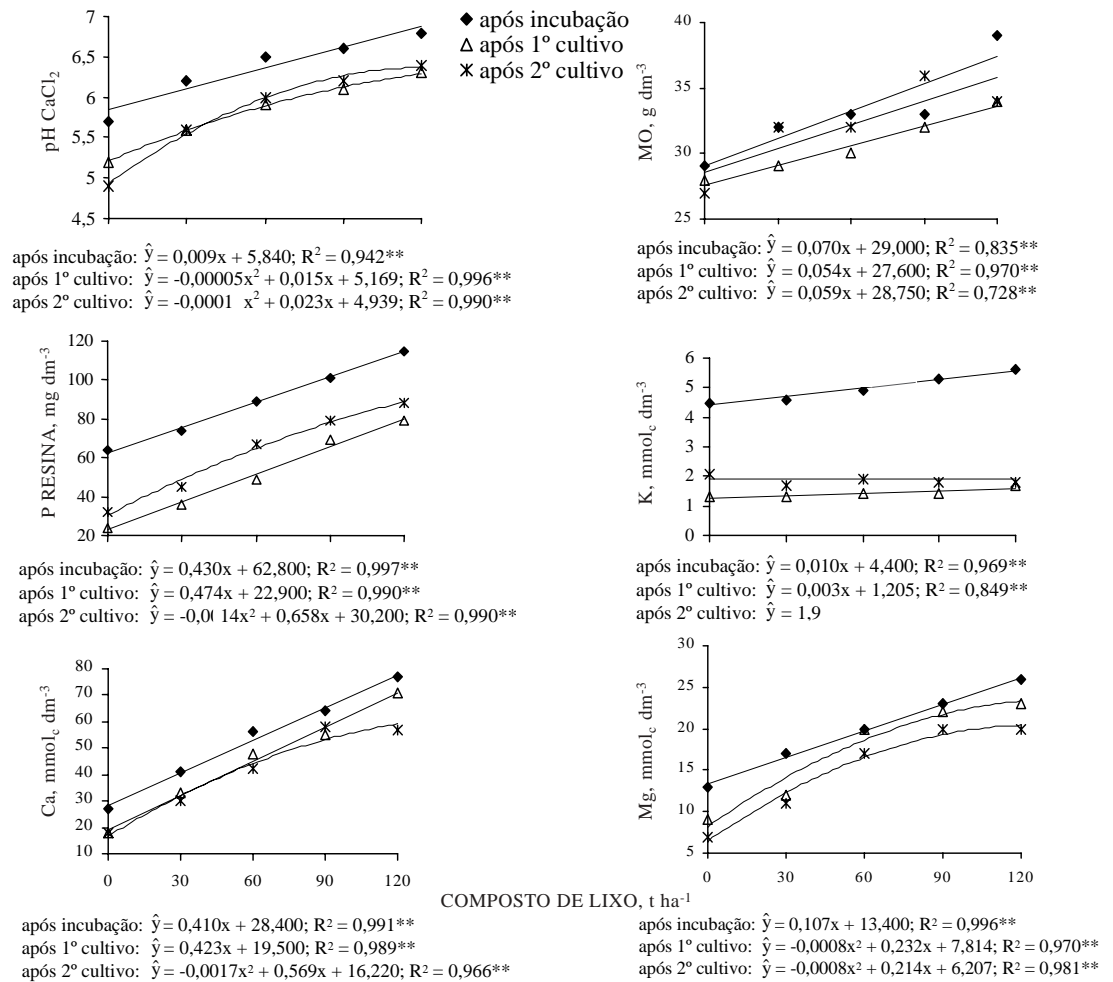 ◆ após incubação
△ após 1º cultivo
✱ após 2º cultivo
pH CaCl₂
7
6,5
6
5,5
5
4,5
após incubação: ŷ = 0,009x + 5,840; R² = 0,942**
após 1º cultivo: ŷ = -0,00005x² + 0,015x + 5,169; R² = 0,996**
após 2º cultivo: ŷ = -0,0001 x² + 0,023x + 4,939; R² = 0,990**
MO, g dm⁻³
40
35
30
25
após incubação: ŷ = 0,070x + 29,000; R² = 0,835**
após 1º cultivo: ŷ = 0,054x + 27,600; R² = 0,970**
após 2º cultivo: ŷ = 0,059x + 28,750; R² = 0,728**
P RESINA, mg dm⁻³
120
100
80
60
40
20
após incubação: ŷ = 0,430x + 62,800; R² = 0,997**
após 1º cultivo: ŷ = 0,474x + 22,900; R² = 0,990**
após 2º cultivo: ŷ = -0,0014x² + 0,658x + 30,200; R² = 0,990**
K, mmol꜀ dm⁻³
6
5
4
3
2
1
0
após incubação: ŷ = 0,010x + 4,400; R² = 0,969**
após 1º cultivo: ŷ = 0,003x + 1,205; R² = 0,849**
após 2º cultivo: ŷ = 1,9
Ca, mmol꜀ dm⁻³
80
70
60
50
40
30
20
10
0 30 60 90 120
Mg, mmol꜀ dm⁻³
30
25
20
15
10
5
0 30 60 90 120
COMPOSTO DE LIXO, t ha⁻¹
após incubação: ŷ = 0,410x + 28,400; R² = 0,991**
após 1º cultivo: ŷ = 0,423x + 19,500; R² = 0,989**
após 2º cultivo: ŷ = -0,0017x² + 0,569x + 16,220; R² = 0,966**
após incubação: ŷ = 0,107x + 13,400; R² = 0,996**
após 1º cultivo: ŷ = -0,0008x² + 0,232x + 7,814; R² = 0,970**
após 2º cultivo: ŷ = -0,0008x² + 0,214x + 6,207; R² = 0,981**